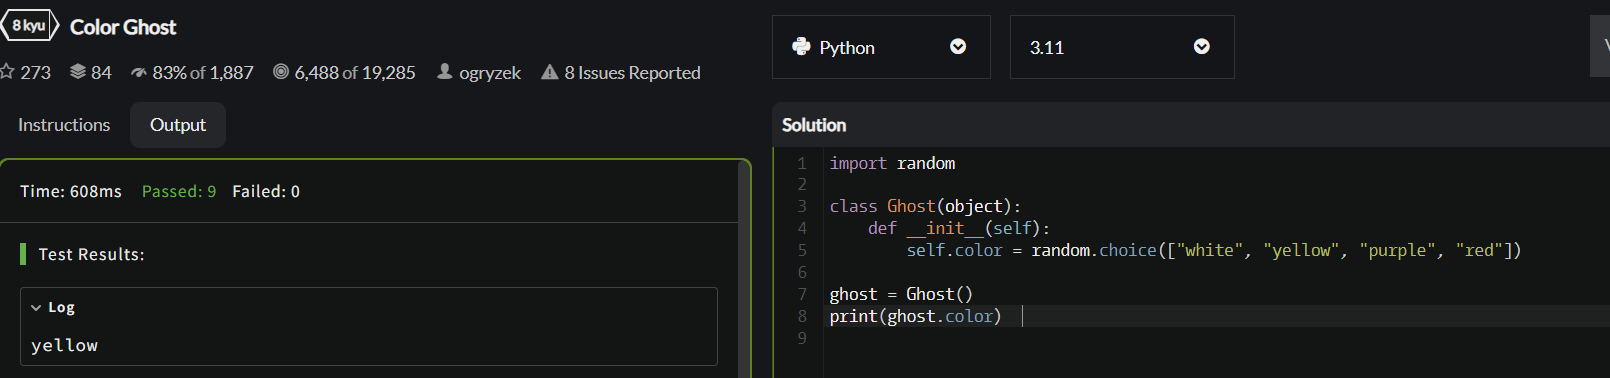 8 kyu Color Ghost
273 84 83% of 1,887 6,488 of 19,285 ogryzek 8 Issues Reported
Instructions Output
Time: 608ms Passed: 9 Failed: 0
Test Results:
Log
yellow
Python 3.11
Solution
1 import random
2
3 class Ghost(object):
4     def __init__(self):
5         self.color = random.choice(["white", "yellow", "purple", "red"])
6
7 ghost = Ghost()
8 print(ghost.color)
9